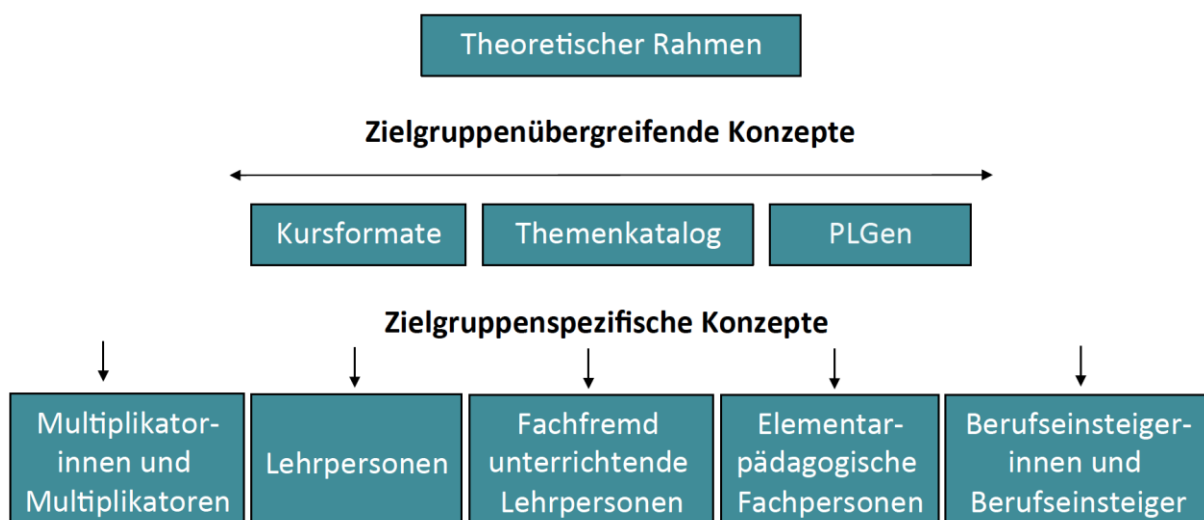 Theoretischer Rahmen
Zielgruppenübergreifende Konzepte
Kursformate
Themenkatalog
PLGen
Zielgruppenspezifische Konzepte
Multiplikator-
innen und
Multiplikatoren
Lehrpersonen
Fachfremd
unterrichtende
Lehrpersonen
Elementar-
pädagogische
Fachpersonen
Berufseinsteiger-
innen und
Berufseinsteiger